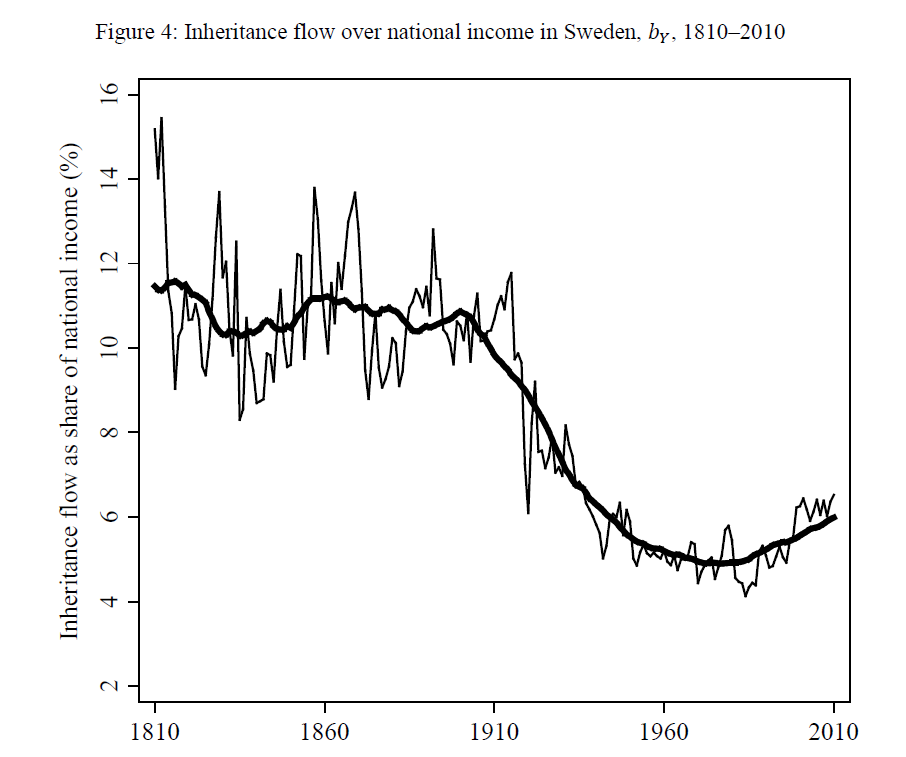 Figure 4: Inheritance flow over national income in Sweden, bY, 1810–2010
Inheritance flow as share of national income (%)
16
14
12
10
8
6
4
2
1810 1860 1910 1960 2010